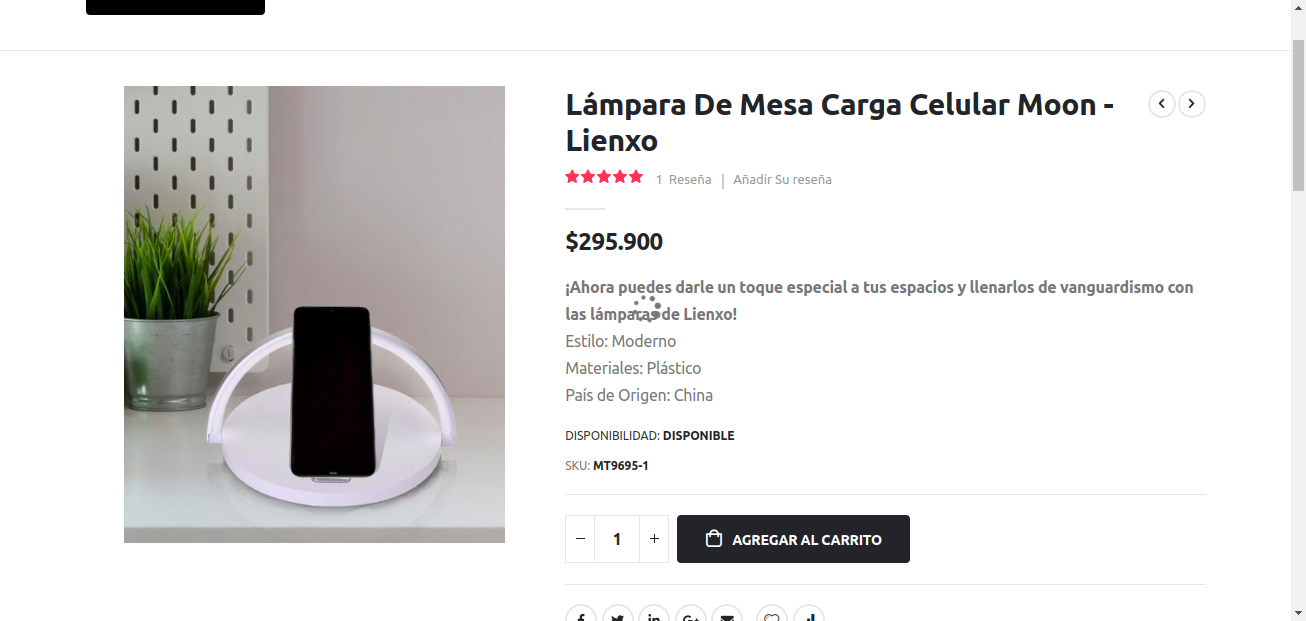 Lámpara De Mesa Carga Celular Moon -
Lienxo
1 Reseña | Añadir Su reseña
$295.900
¡Ahora puedes darle un toque especial a tus espacios y llenarlos de vanguardismo con
las lámparas de Lienxo!
Estilo: Moderno
Materiales: Plástico
País de Origen: China
DISPONIBILIDAD: DISPONIBLE
SKU: MT9695-1
− 1 +
AGREGAR AL CARRITO